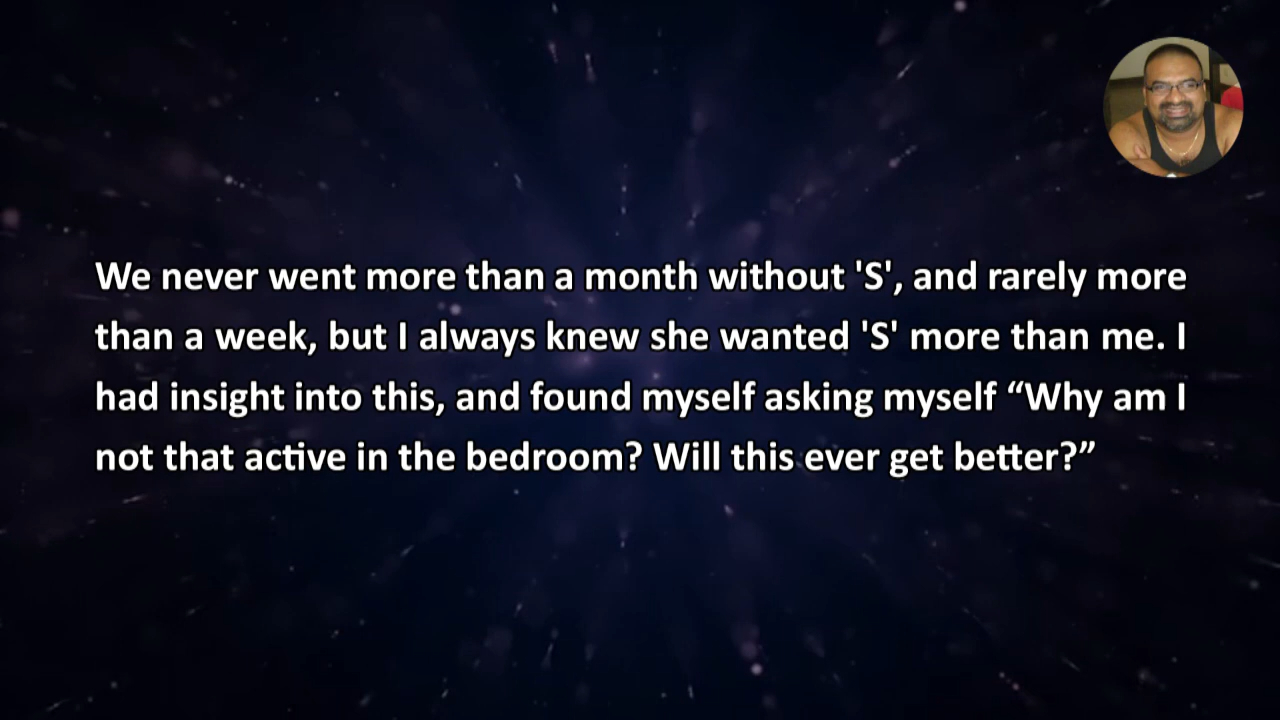 We never went more than a month without 'S', and rarely more
than a week, but I always knew she wanted 'S' more than me. I
had insight into this, and found myself asking myself “Why am I
not that active in the bedroom? Will this ever get better?”